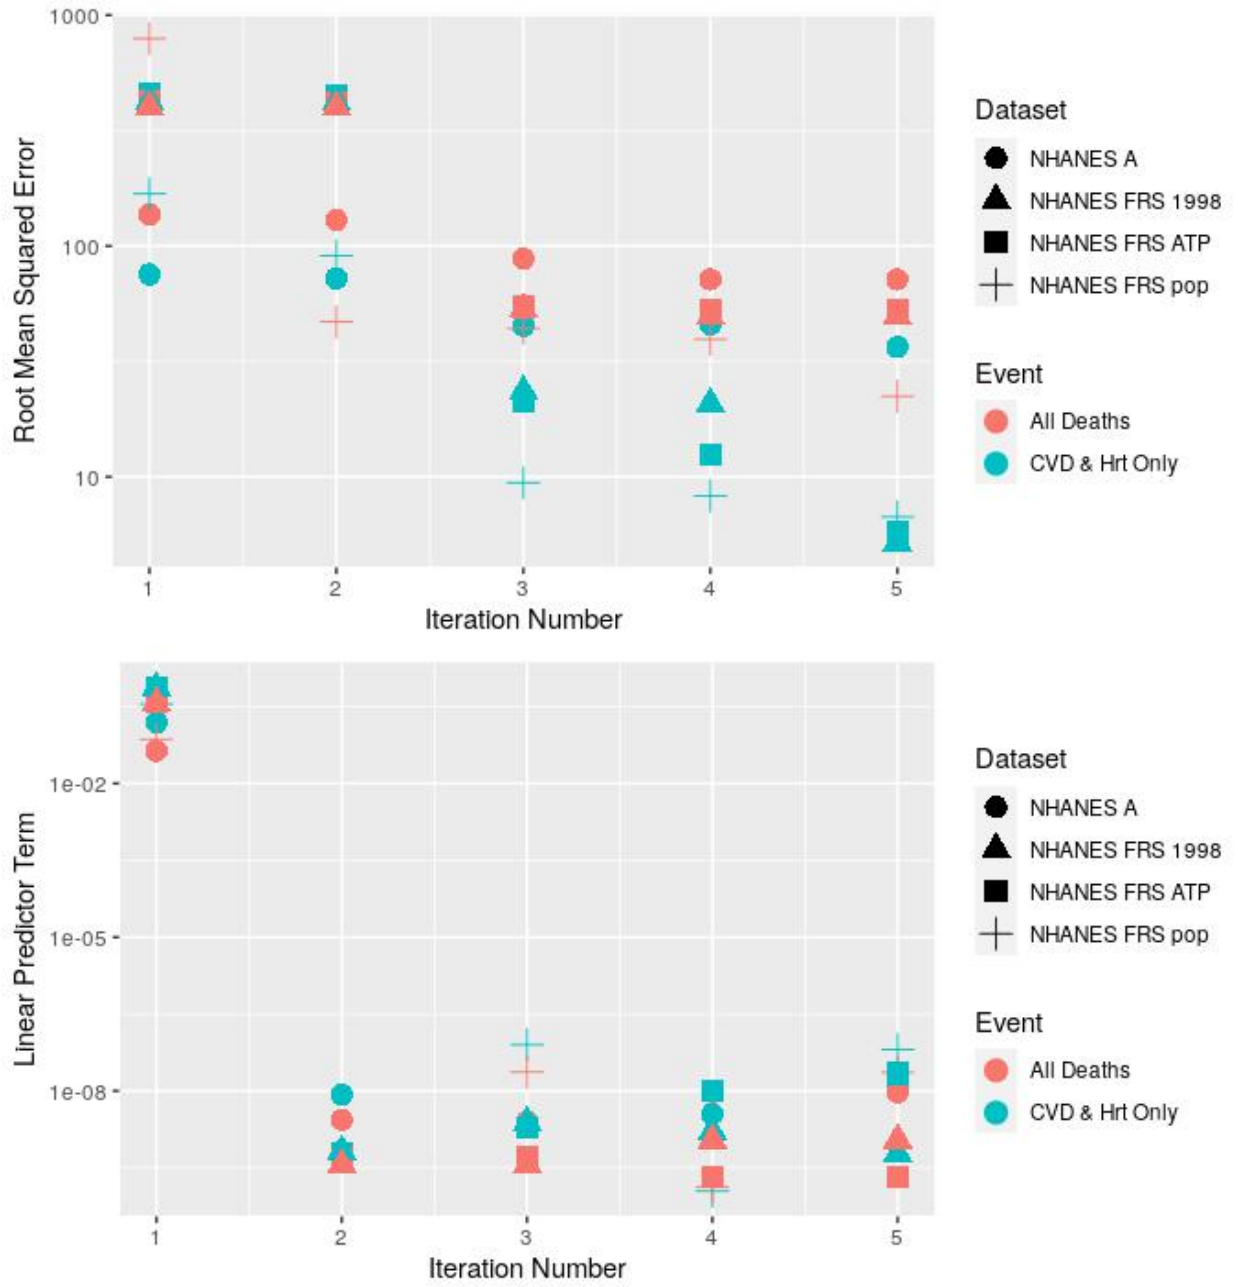 1000
100
10
Root Mean Squared Error
1 2 3 4 5
Iteration Number
Dataset
NHANES A
NHANES FRS 1998
NHANES FRS ATP
NHANES FRS pop
Event
All Deaths
CVD & Hrt Only
1e-02
1e-05
1e-08
Linear Predictor Term
1 2 3 4 5
Iteration Number
Dataset
NHANES A
NHANES FRS 1998
NHANES FRS ATP
NHANES FRS pop
Event
All Deaths
CVD & Hrt Only